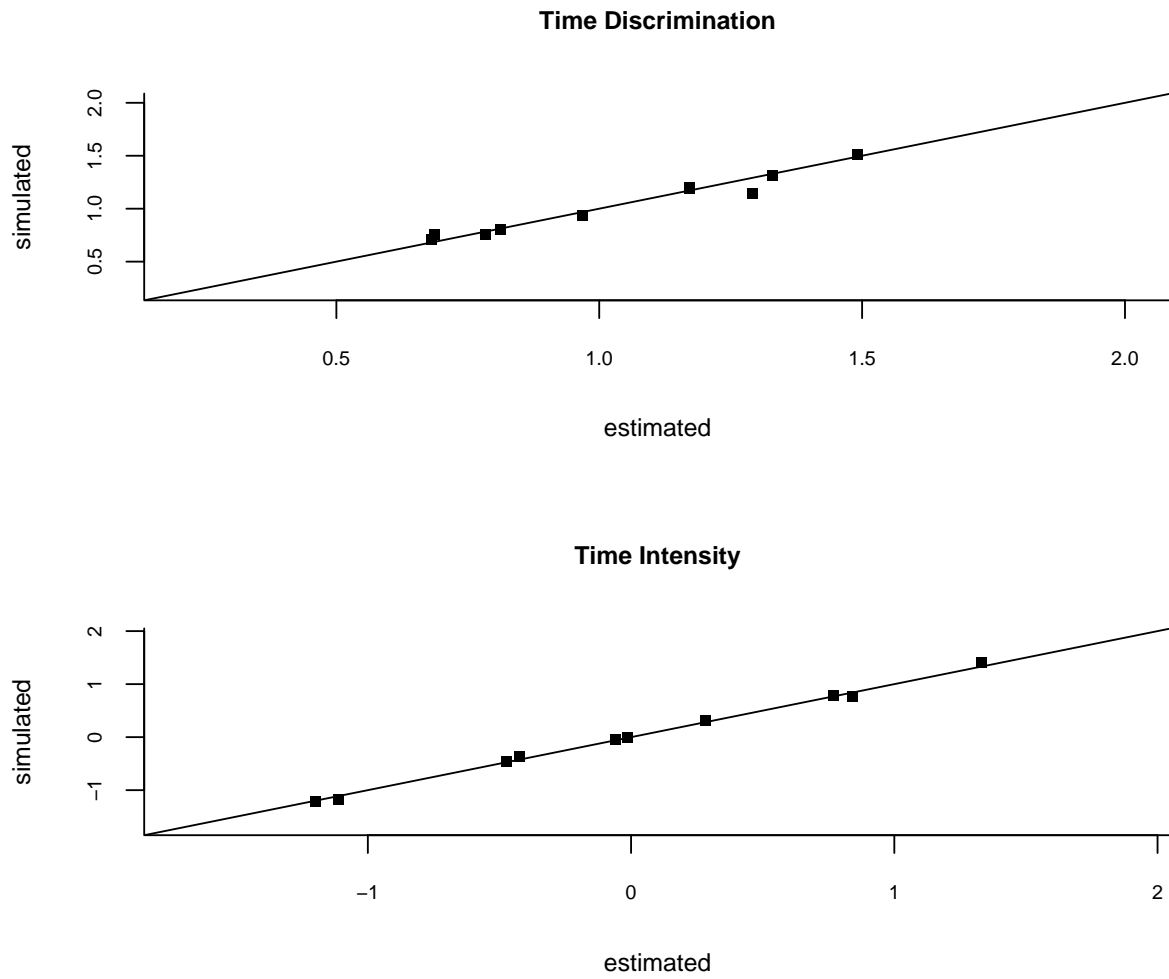 Time Discrimination
simulated
2.0
1.5
1.0
0.5
0.5 1.0 1.5 2.0
estimated
Time Intensity
simulated
2
1
0
−1
−1 0 1 2
estimated